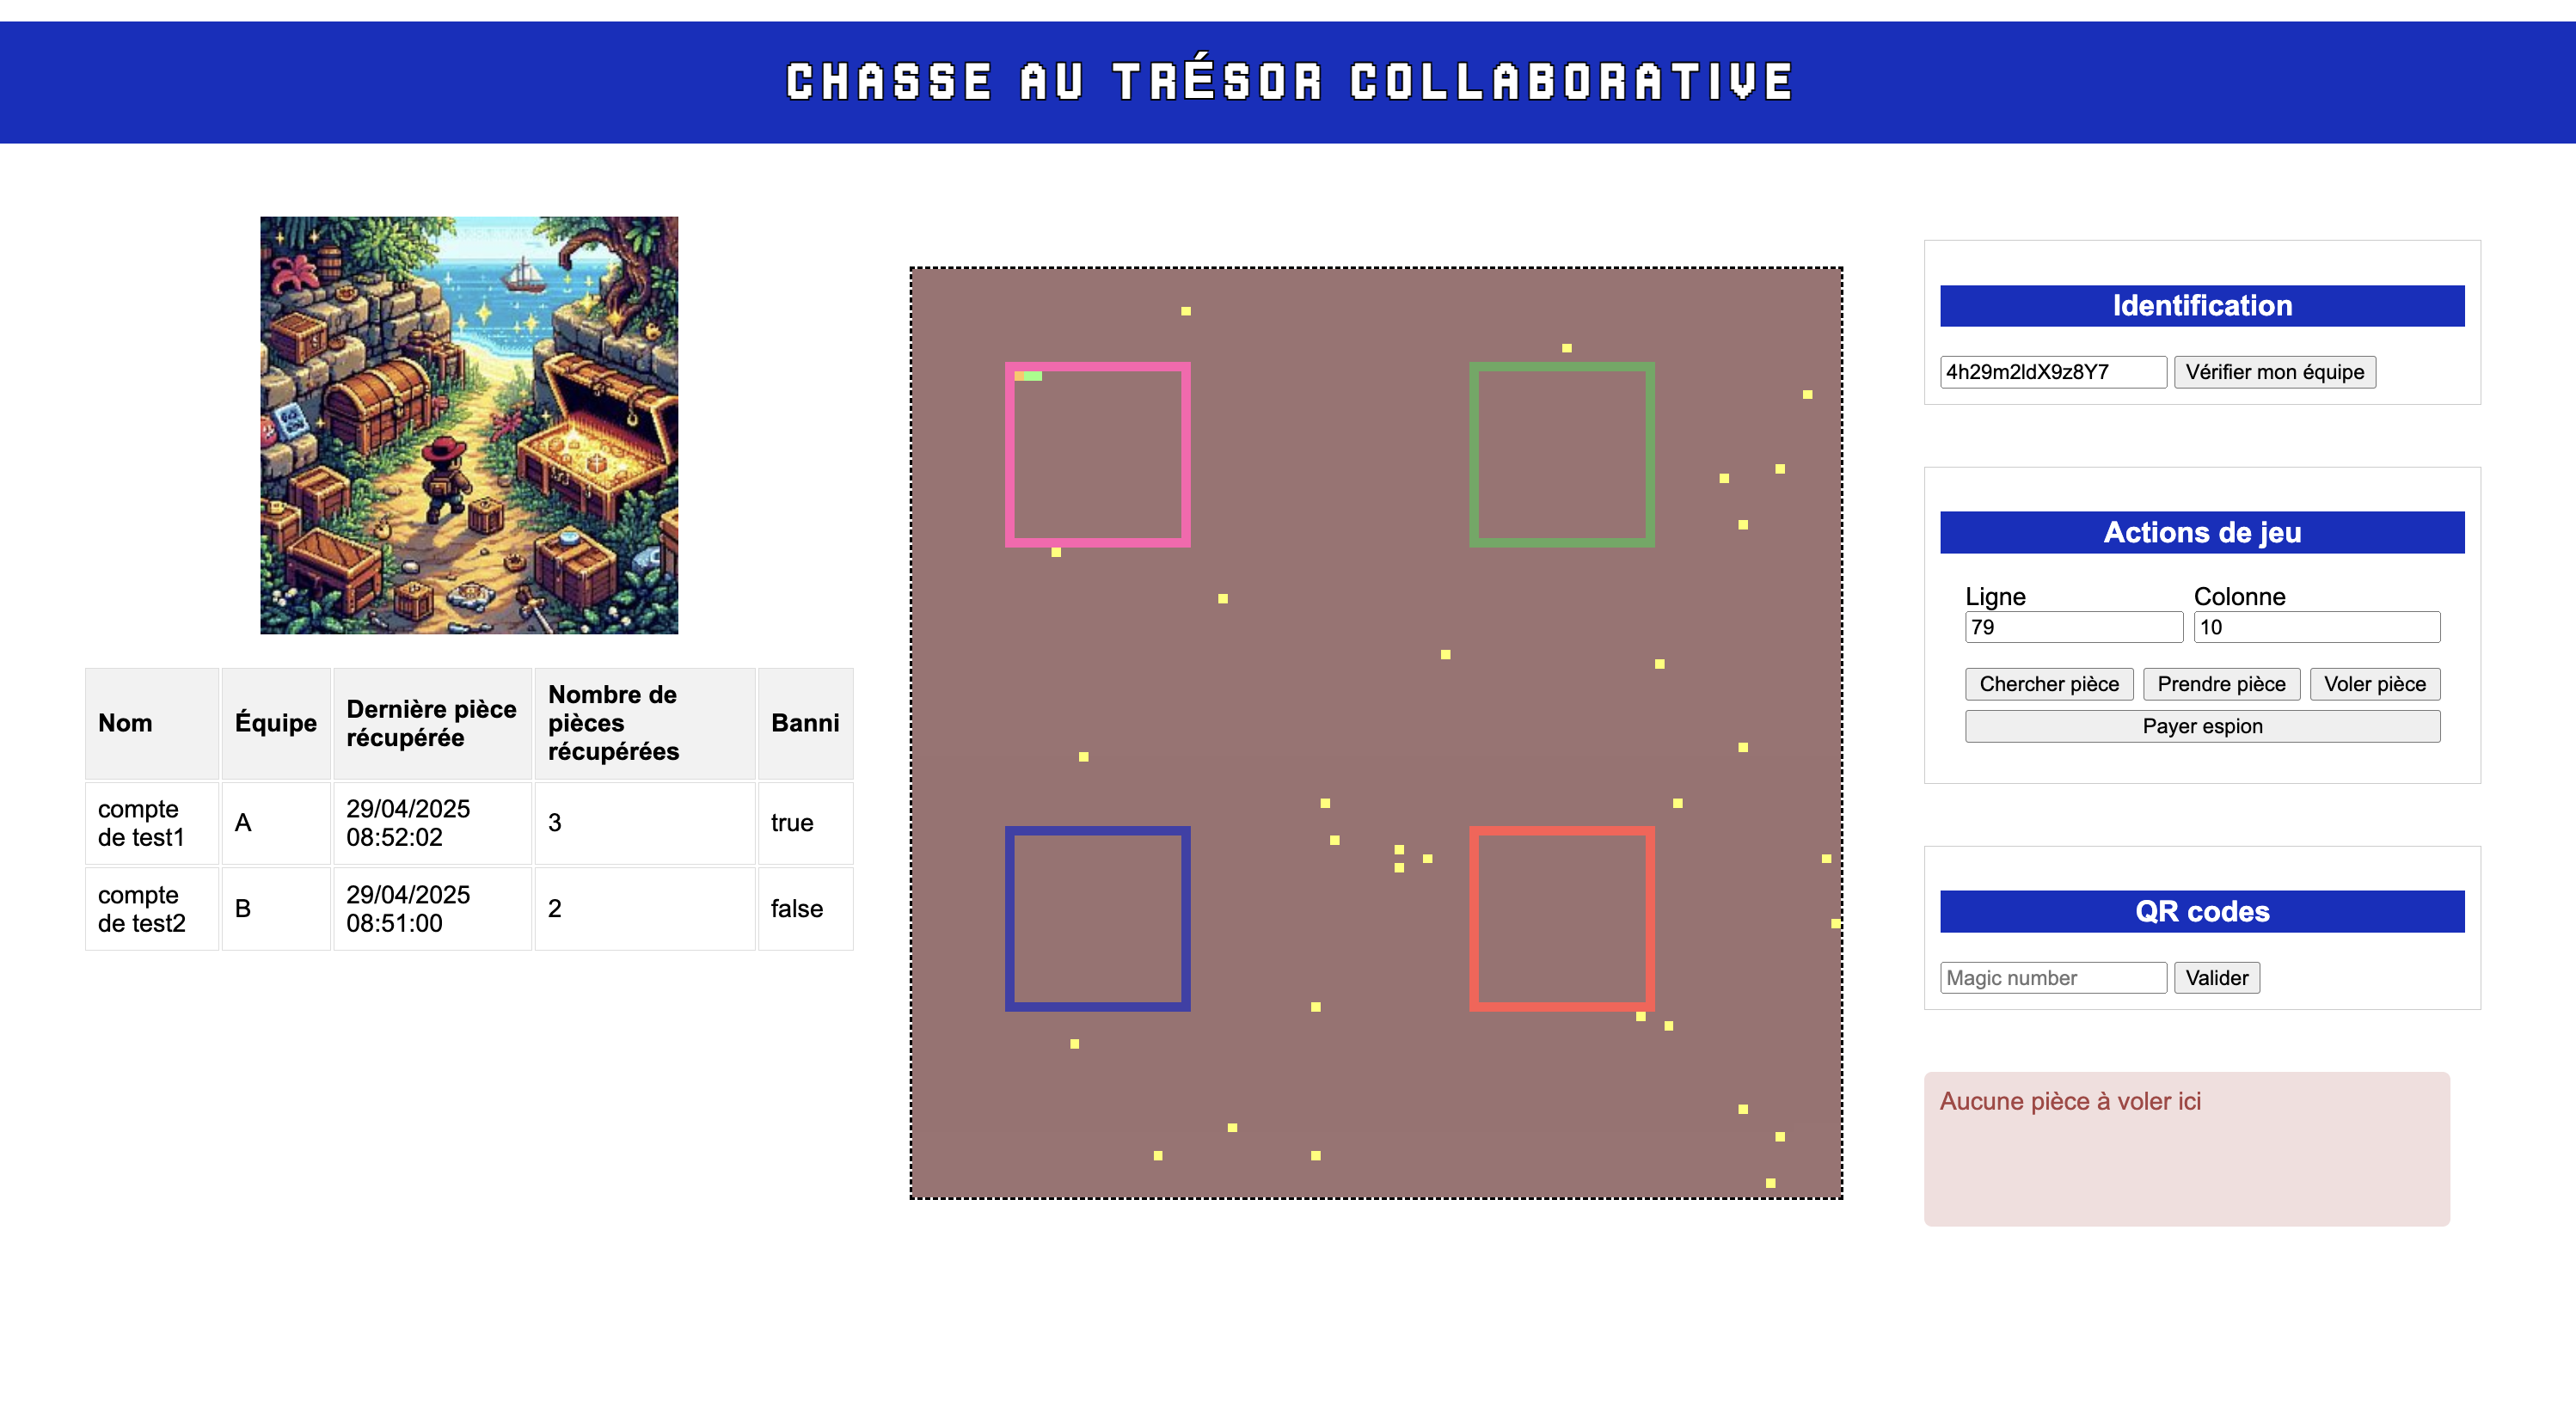 CHASSE AU TRÉSOR COLLABORATIVE
Nom
Équipe
Dernière pièce
récupérée
Nombre de
pièces
récupérées
Banni
compte
de test1
A
29/04/2025
08:52:02
3
true
compte
de test2
B
29/04/2025
08:51:00
2
false
Identification
4h29m2ldX9z8Y7 Vérifier mon équipe
Actions de jeu
Ligne Colonne
79 10
Chercher pièce Prendre pièce Voler pièce
Payer espion
QR codes
Magic number Valider
Aucune pièce à voler ici